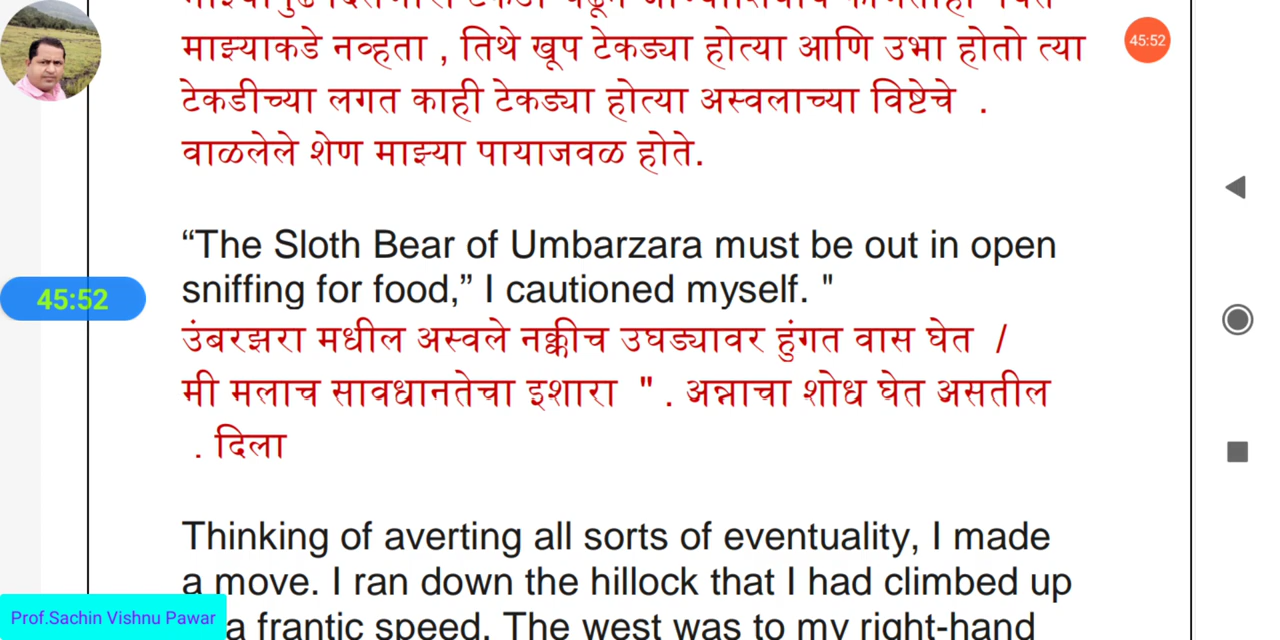 माझ्याकडे नव्हता , तिथे खूप टेकड्या होत्या आणि उभा होतो त्या
टेकडीच्या लगत काही टेकड्या होत्या अस्वलाच्या विष्टेचे .
वाळलेले शेण माझ्या पायाजवळ होते.
“The Sloth Bear of Umbarzara must be out in open
sniffing for food,” I cautioned myself. "
उंबरझरा मधील अस्वले नक्कीच उघड्यावर हुंगत वास घेत /
मी मलाच सावधानतेचा इशारा " . अन्नाचा शोध घेत असतील
. दिला
Thinking of averting all sorts of eventuality, I made
a move. I ran down the hillock that I had climbed up
a frantic speed. The west was to my right-hand
45:52
45:52
Prof.Sachin Vishnu Pawar